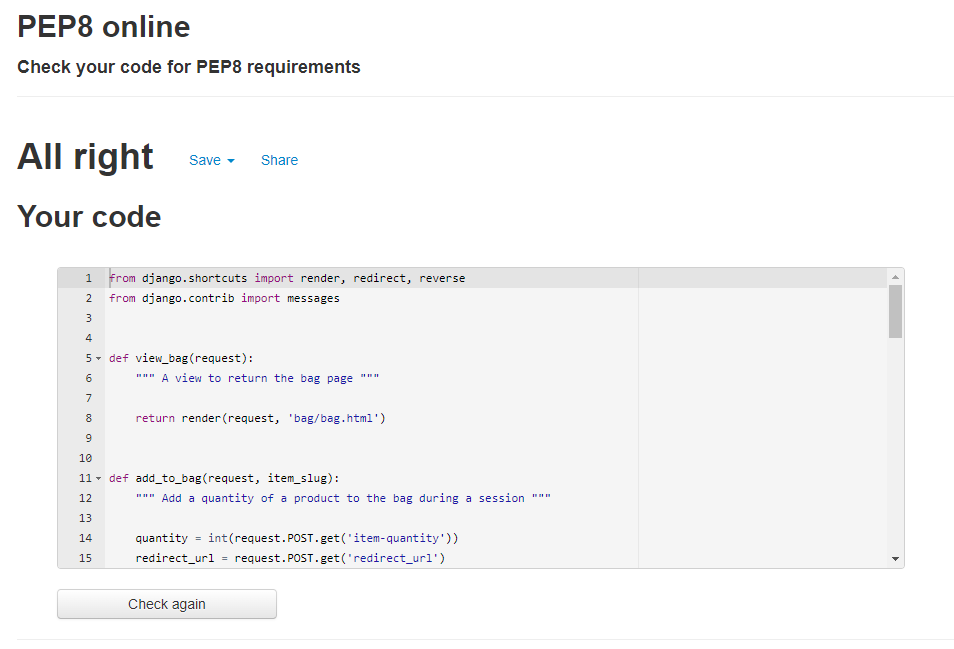 PEP8 online
Check your code for PEP8 requirements
All right Save Share
Your code
1 from django.shortcuts import render, redirect, reverse
2 from django.contrib import messages
3
4
5 def view_bag(request):
6     """ A view to return the bag page """
7
8     return render(request, 'bag/bag.html')
9
10
11 def add_to_bag(request, item_slug):
12     """ Add a quantity of a product to the bag during a session """
13
14     quantity = int(request.POST.get('item-quantity'))
15     redirect_url = request.POST.get('redirect_url')
Check again